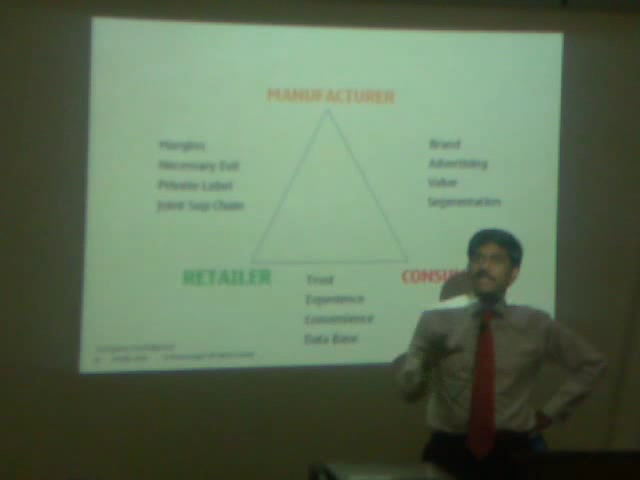 MANUFACTURER
Margins
Necessary Evil
Private Label
Joint Sup Chain
Brand
Advertising
Value
Segmentation
RETAILER
CONSU
Trust
Experience
Convenience
Data Base